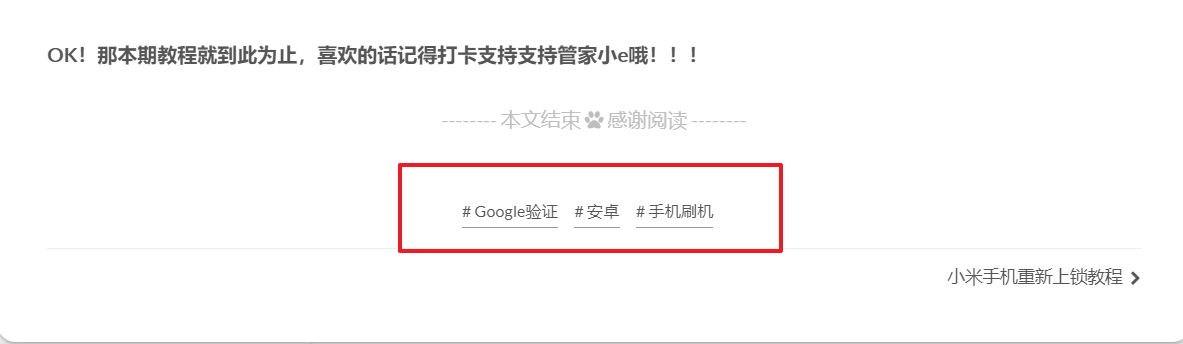 OK！那本期教程就到此为止，喜欢的话记得打卡支持支持管家小e哦！！！
-------- 本文结束 感谢阅读 --------
# Google验证 # 安卓 # 手机刷机
小米手机重新上锁教程